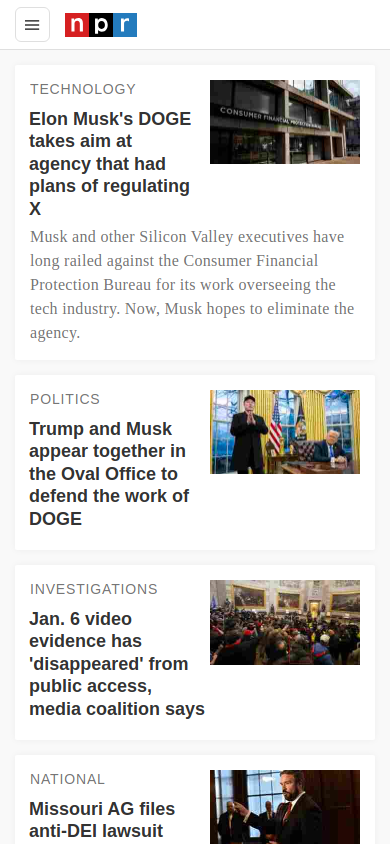 npr
TECHNOLOGY
Elon Musk's DOGE
takes aim at
agency that had
plans of regulating
X
CONSUMER FINANCIAL
Musk and other Silicon Valley executives have
long railed against the Consumer Financial
Protection Bureau for its work overseeing the
tech industry. Now, Musk hopes to eliminate the
agency.
POLITICS
Trump and Musk
appear together in
the Oval Office to
defend the work of
DOGE
INVESTIGATIONS
Jan. 6 video
evidence has
'disappeared' from
public access,
media coalition says
NATIONAL
Missouri AG files
anti-DEI lawsuit